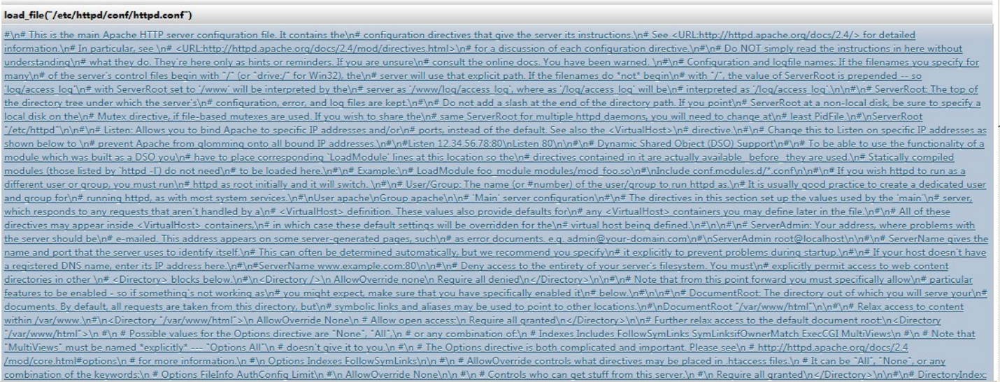 load_file("/etc/httpd/conf/httpd.conf")
#\n# This is the main Apache HTTP server configuration file. It contains the\n# configuration directives that give the server its instructions.\n# See <URL:http://httpd.apache.org/docs/2.4/> for detailed
information.\n# In particular, see \n# <URL:http://httpd.apache.org/docs/2.4/mod/directives.html>\n# for a discussion of each configuration directive.\n#\n# Do NOT simply read the instructions in here without
understanding\n# what they do. They're here only as hints or reminders. If you are unsure\n# consult the online docs. You have been warned. \n#\n# Configuration and logfile names: If the filenames you specify for
many\n# of the server's control files begin with "/" (or "drive:/" for Win32), the\n# server will use that explicit path. If the filenames do *not* begin\n# with "/", the value of ServerRoot is prepended -- so
'log/access_log'\n# with ServerRoot set to '/www' will be interpreted by the\n# server as '/www/log/access_log', where as '/log/access_log' will be\n# interpreted as '/log/access_log'.\n\n#\n# ServerRoot: The top of
the directory tree under which the server's\n# configuration, error, and log files are kept.\n#\n# Do not add a slash at the end of the directory path. If you point\n# ServerRoot at a non-local disk, be sure to specify a
local disk on the\n# Mutex directive, if file-based mutexes are used. If you wish to share the\n# same ServerRoot for multiple httpd daemons, you will need to change at\n# least PidFile.\n#\nServerRoot
"/etc/httpd"\n\n#\n# Listen: Allows you to bind Apache to specific IP addresses and/or\n# ports, instead of the default. See also the <VirtualHost>\n# directive.\n#\n# Change this to Listen on specific IP addresses as
shown below to \n# prevent Apache from glomming onto all bound IP addresses.\n#\n#Listen 12.34.56.78:80\nListen 80\n\n#\n# Dynamic Shared Object (DSO) Support\n#\n# To be able to use the functionality of a
module which was built as a DSO you\n# have to place corresponding `LoadModule' lines at this location so the\n# directives contained in it are actually available _before_ they are used.\n# Statically compiled
modules (those listed by `httpd -l') do not need\n# to be loaded here.\n#\n# Example:\n# LoadModule foo_module modules/mod_foo.so\n#\nInclude conf.modules.d/*.conf\n\n#\n# If you wish httpd to run as a
different user or group, you must run\n# httpd as root initially and it will switch. \n#\n# User/Group: The name (or #number) of the user/group to run httpd as.\n# It is usually good practice to create a dedicated user
and group for\n# running httpd, as with most system services.\n#\nUser apache\nGroup apache\n\n# 'Main' server configuration\n#\n# The directives in this section set up the values used by the 'main'\n# server,
which responds to any requests that aren't handled by a\n# <VirtualHost> definition. These values also provide defaults for\n# any <VirtualHost> containers you may define later in the file.\n#\n# All of these
directives may appear inside <VirtualHost> containers,\n# in which case these default settings will be overridden for the\n# virtual host being defined.\n#\n\n#\n# ServerAdmin: Your address, where problems with
the server should be\n# e-mailed. This address appears on some server-generated pages, such\n# as error documents. e.g. admin@your-domain.com\n#\nServerAdmin root@localhost\n\n#\n# ServerName gives the
name and port that the server uses to identify itself.\n# This can often be determined automatically, but we recommend you specify\n# it explicitly to prevent problems during startup.\n#\n# If your host doesn't have
a registered DNS name, enter its IP address here.\n#\n#ServerName www.example.com:80\n\n#\n# Deny access to the entirety of your server's filesystem. You must\n# explicitly permit access to web content
directories in other \n# <Directory> blocks below.\n#\n<Directory />\n AllowOverride none\n Require all denied\n</Directory>\n\n#\n# Note that from this point forward you must specifically allow\n# particular
features to be enabled - so if something's not working as\n# you might expect, make sure that you have specifically enabled it\n# below.\n#\n\n#\n# DocumentRoot: The directory out of which you will serve your\n#
documents. By default, all requests are taken from this directory, but\n# symbolic links and aliases may be used to point to other locations.\n#\nDocumentRoot "/var/www/html"\n\n#\n# Relax access to content
within /var/www.\n#\n<Directory "/var/www/html">\n AllowOverride None\n # Allow open access:\n Require all granted\n</Directory>\n\n# Further relax access to the default document root:\n<Directory
"/var/www/html">\n #\n # Possible values for the Options directive are "None", "All",\n # or any combination of:\n # Indexes Includes FollowSymLinks SymLinksifOwnerMatch ExecCGI MultiViews\n #\n # Note that
"MultiViews" must be named *explicitly* --- "Options All"\n # doesn't give it to you.\n #\n # The Options directive is both complicated and important. Please see\n # http://httpd.apache.org/docs/2.4
/mod/core.html#options\n # for more information.\n #\n Options Indexes FollowSymLinks\n\n #\n # AllowOverride controls what directives may be placed in .htaccess files.\n # It can be "All", "None", or any
combination of the keywords:\n # Options FileInfo AuthConfig Limit\n #\n AllowOverride None\n\n #\n # Controls who can get stuff from this server.\n #\n Require all granted\n</Directory>\n\n#\n# DirectoryIndex: